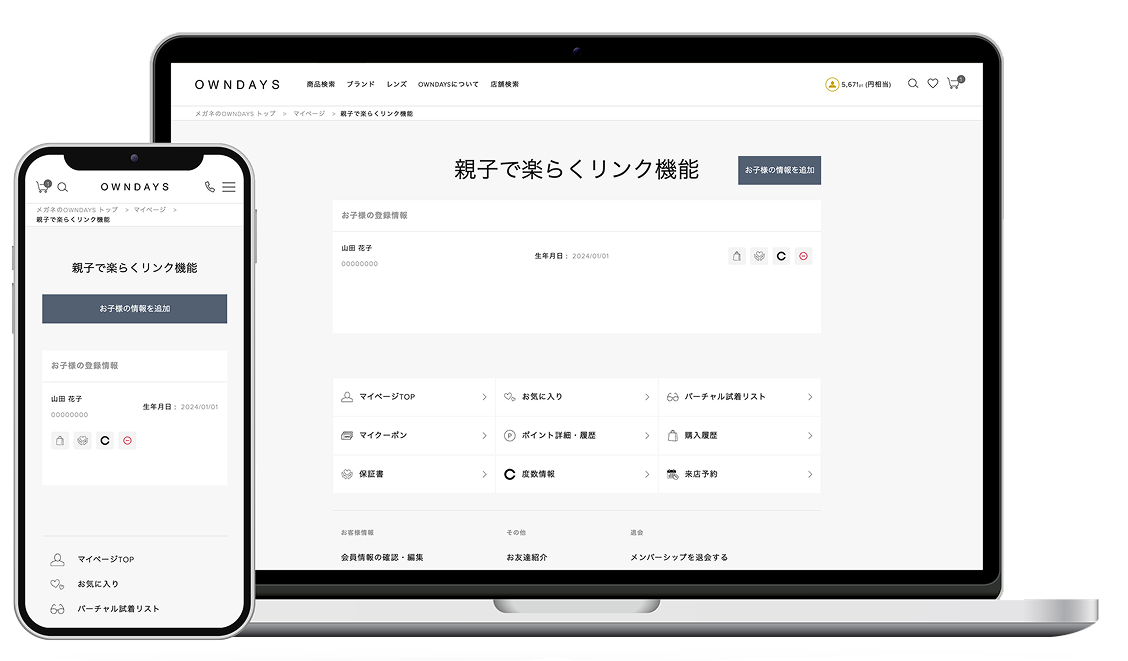 OWNDAYS
商品検索 ブランド レンズ OWNDAYSについて 店舗検索
5,671pt (円相当)
メガネのOWNDAYS トップ > マイページ > 親子で楽らくリンク機能
親子で楽らくリンク機能
お子様の情報を追加
お子様の登録情報
山田 花子
00000000
生年月日： 2024/01/01
マイページTOP
お気に入り
バーチャル試着リスト
マイクーポン
ポイント詳細・履歴
購入履歴
保証書
度数情報
来店予約
お客様情報
その他
退会
会員情報の確認・編集
お友達紹介
メンバーシップを退会する
OWNDAYS
メガネのOWNDAYS トップ > マイページ >
親子で楽らくリンク機能
親子で楽らくリンク機能
お子様の情報を追加
お子様の登録情報
山田 花子
00000000
生年月日： 2024/01/01
マイページTOP
お気に入り
バーチャル試着リスト